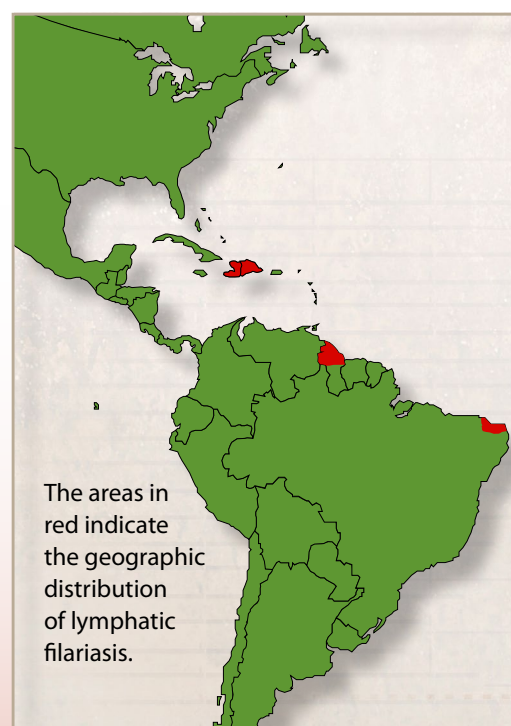 The areas in
red indicate
the geographic
distribution
of lymphatic
filariasis.